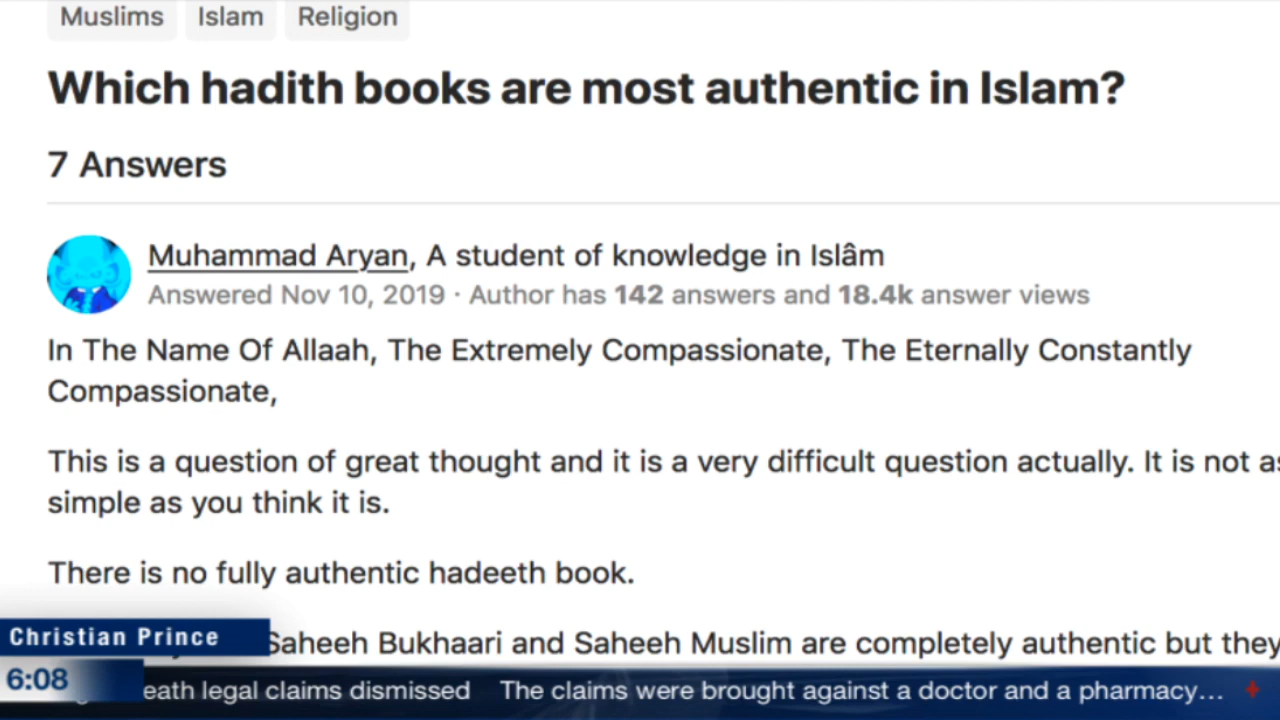 Muslims Islam Religion
Which hadith books are most authentic in Islam?
7 Answers
Muhammad Aryan, A student of knowledge in Islâm
Answered Nov 10, 2019 · Author has 142 answers and 18.4k answer views
In The Name Of Allaah, The Extremely Compassionate, The Eternally Constantly
Compassionate,
This is a question of great thought and it is a very difficult question actually. It is not as
simple as you think it is.
There is no fully authentic hadeeth book.
Saheeh Bukhaari and Saheeh Muslim are completely authentic but they
Christian Prince
6:08
eath legal claims dismissed The claims were brought against a doctor and a pharmacy...